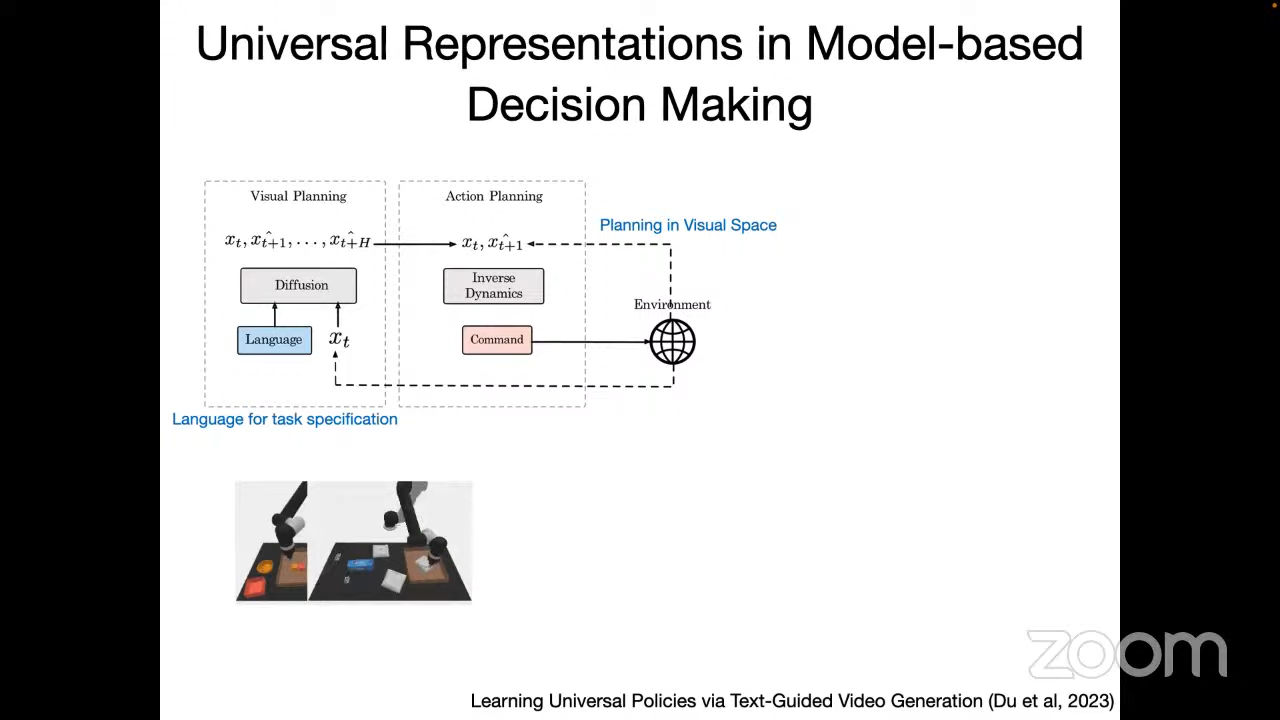 Universal Representations in Model-based
Decision Making
Visual Planning
Action Planning
Planning in Visual Space
x_t, x̂_{t+1}, . . . , x̂_{t+H}
x_t, x̂_{t+1}
Diffusion
Inverse
Dynamics
Environment
Language
x_t
Command
Language for task specification
zoom
Learning Universal Policies via Text-Guided Video Generation (Du et al, 2023)